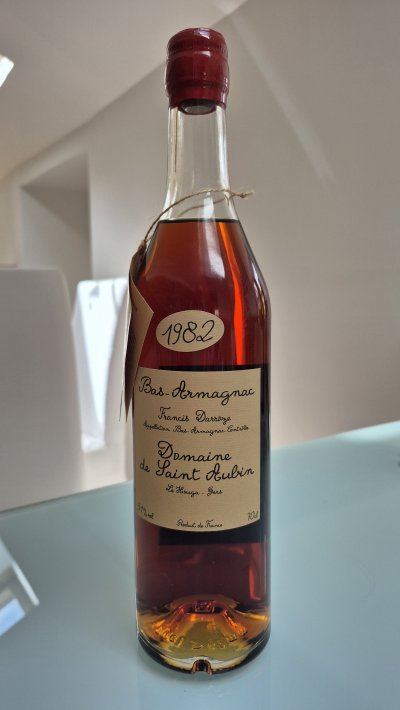 1982
Bas-Armagnac
Francis Darroze
Appellation Bas-Armagnac Contrôlée
Domaine
de Saint Aubin
Le Houga - Gers
70cl
Produit de France